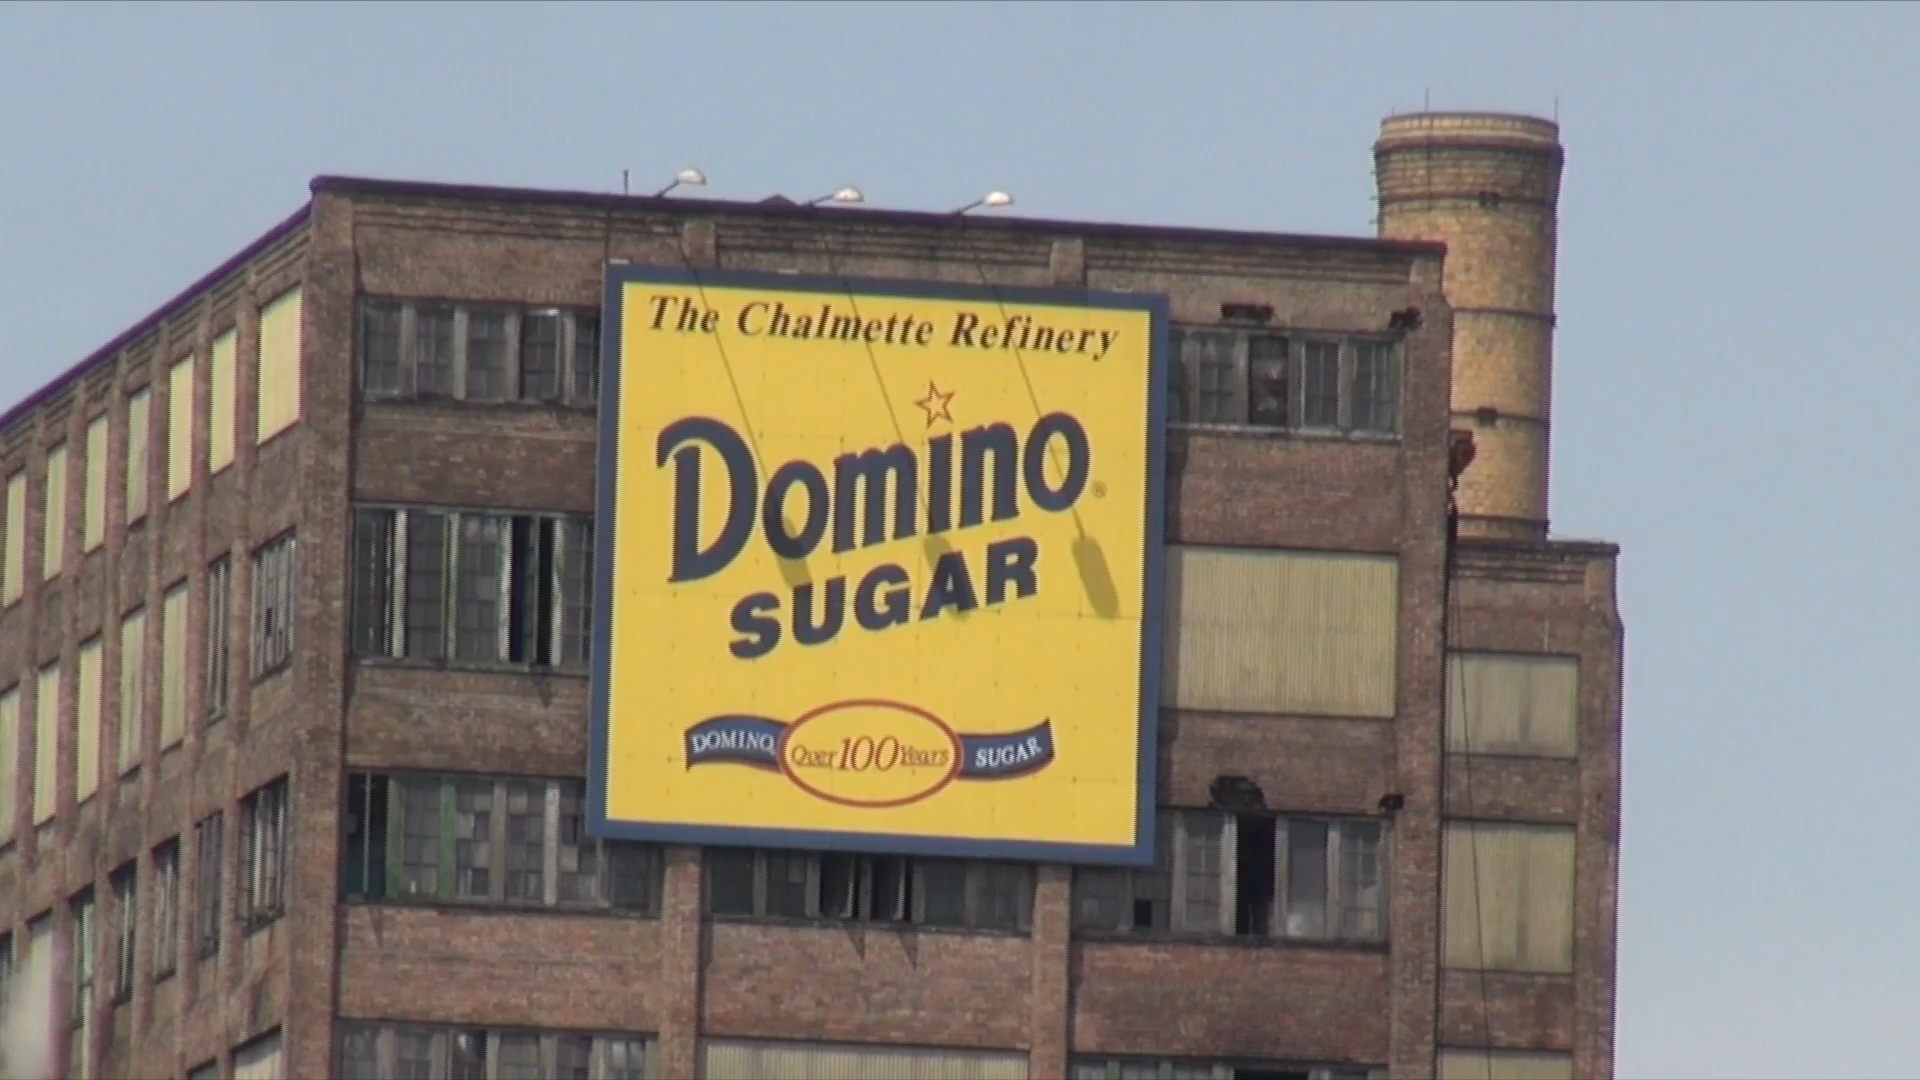 The Chalmette Refinery
Domino®
SUGAR
DOMINO Over 100 Years SUGAR